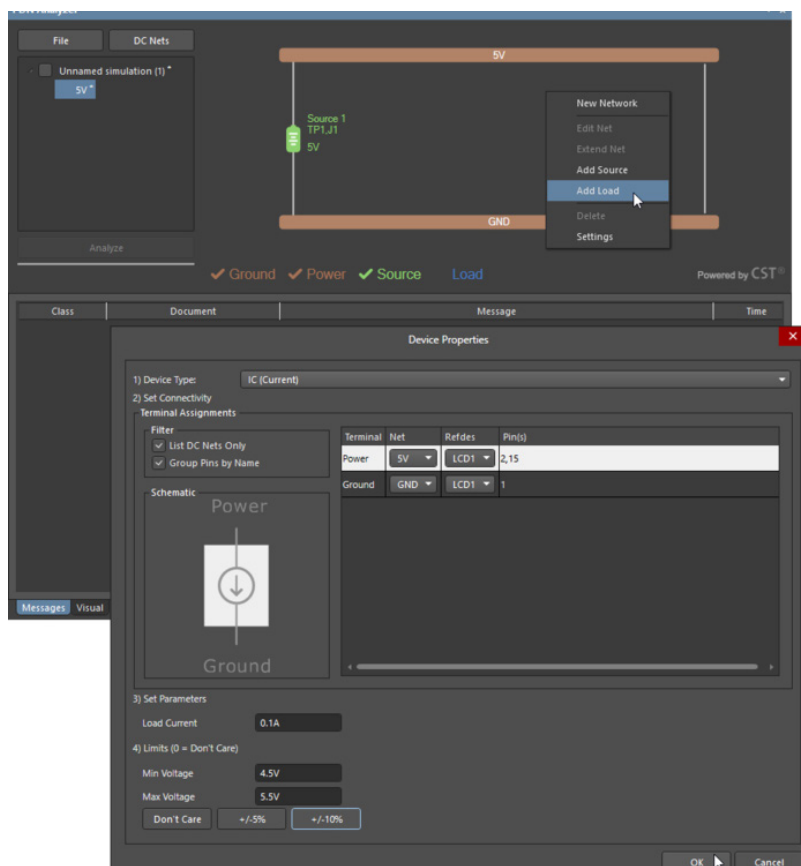 PDN Analyzer
File DC Nets
Unnamed simulation (1) *
5V *
5V
Source 1
TP1,J1
5V
New Network
Edit Net
Extend Net
Add Source
Add Load
Delete
Settings
GND
Analyze
Ground Power Source Load
Powered by CST®
Class Document Message Time
Device Properties
1) Device Type: IC (Current)
2) Set Connectivity
Terminal Assignments
Filter
List DC Nets Only
Group Pins by Name
Terminal Net Refdes Pin(s)
Power 5V LCD1 2,15
Ground GND LCD1 1
Schematic
Power
Ground
Messages Visual
3) Set Parameters
Load Current 0.1A
4) Limits (0 = Don't Care)
Min Voltage 4.5V
Max Voltage 5.5V
Don't Care +/-5% +/-10%
OK Cancel